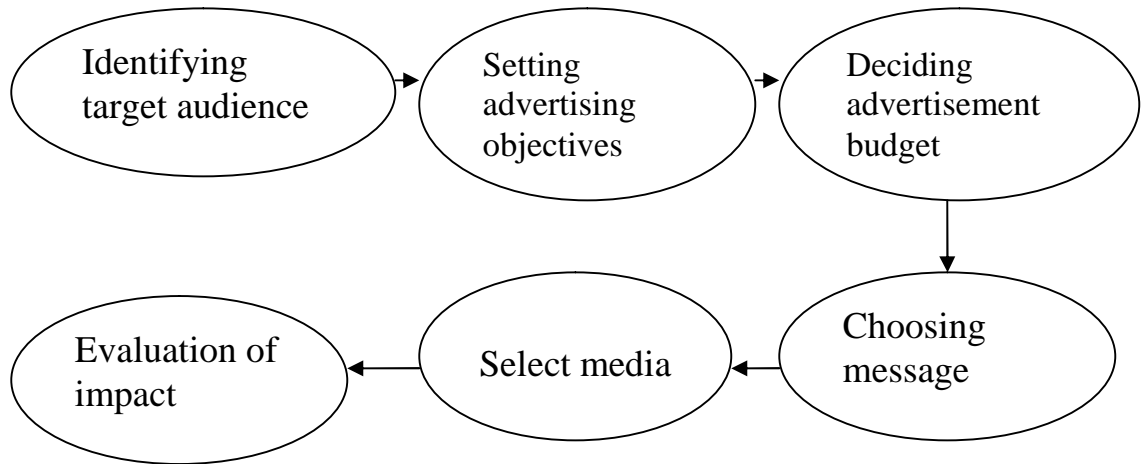 Identifying
target audience
Setting
advertising
objectives
Deciding
advertisement
budget
Choosing
message
Select media
Evaluation of
impact